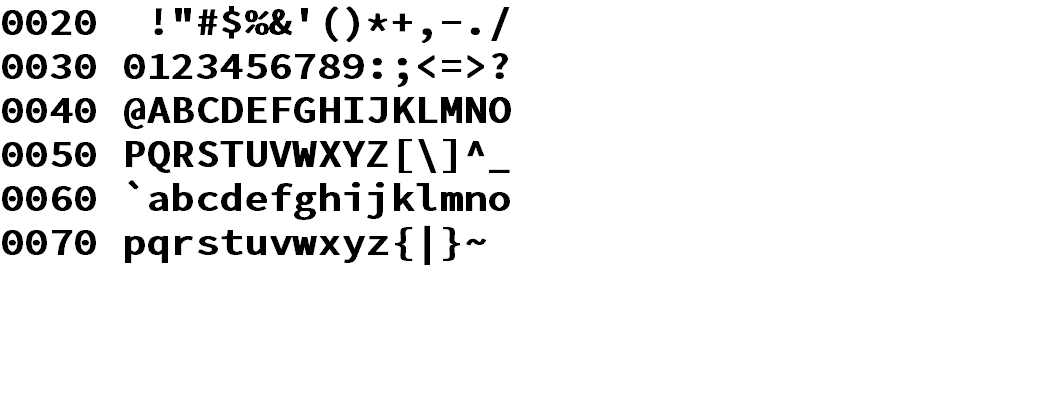 0020  !"#$%&'()*+,-./
0030 0123456789:;<=>?
0040 @ABCDEFGHIJKLMNO
0050 PQRSTUVWXYZ[\]^_
0060 `abcdefghijklmno
0070 pqrstuvwxyz{|}~